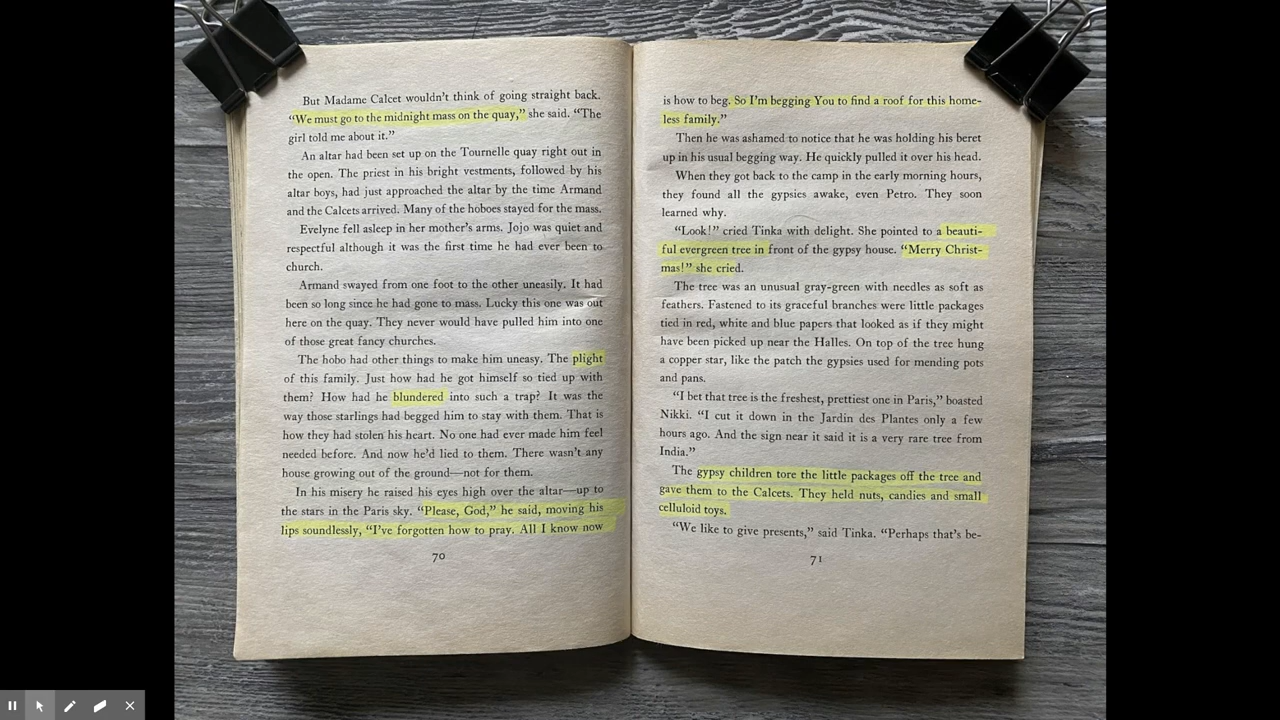 But Madame Calcet wouldn't think of going straight back.
“We must go to the midnight mass on the quay,” she said. “The
girl told me about it.”
An altar had been set up on the Tournelle quay right out in
the open. The priest in his bright vestments, followed by his
altar boys, had just approached the altar by the time Armand
and the Calcets arrived. Many of the hoboes stayed for the mass.
Evelyne fell asleep in her mother's arms. Jojo was quiet and
respectful although it was the first time he had ever been to
church.
Armand swayed from one foot to the other uneasily. It had
been so long since he had gone to mass. Lucky this one was out
here on the quay. They never would have pulled him into one
of those great fancy churches.
The hobo had other things to make him uneasy. The plight
of this family. Just how had he got himself so tied up with
them? How had he blundered into such a trap? It was the
way those starlings had begged him to stay with them. That is
how they had stolen his heart. No one had ever made him feel
needed before. And now he'd lied to them. There wasn't any
house growing out of the ground—not for them.
In his misery he raised his eyes high over the altar—up to
the stars in the Paris sky. “Please, God,” he said, moving his
lips soundlessly, “I've forgotten how to pray. All I know now
70
is how to beg. So I'm begging You to find a roof for this home-
less family.”
Then he was ashamed to notice that he was holding his beret
up in his usual begging way. He quickly pulled it over his head.
When they got back to the camp in the early morning hours,
they found all the gypsies awake, even Petro. They soon
learned why.
“Look!” cried Tinka with delight. She pointed to a beauti-
ful evergreen tree in front of the gypsy house. “Merry Christ-
mas!” she cried.
The tree was an unusual gray-green with needles as soft as
feathers. Fastened to its graceful branches were little packages
tied in red, white and blue papers that looked as if they might
have been picked up near the Halles. On top of the tree hung
a copper star, like the patch the gypsies used for mending pots
and pans.
“I bet that tree is the freshest, prettiest one in Paris,” boasted
Nikki. “I cut it down in the Jardin des Plantes only a few
hours ago. And the sign near it said it is a very rare tree from
India.”
The gypsy children tore the little packages off the tree and
gave them to the Calcets. They held nuts, candies and small
celluloid toys.
“We like to give presents,” said Tinka. “Perhaps that's be-
71